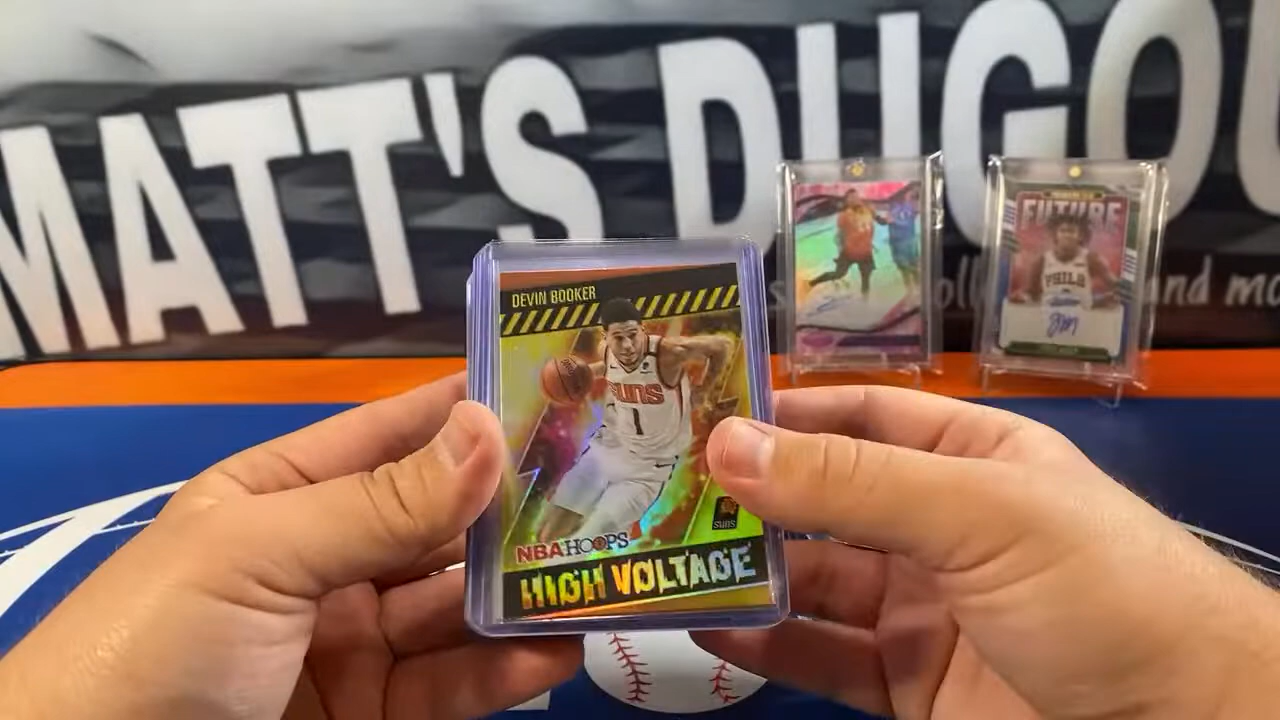 MATT'S DUGOU
and mo
FUTURE
PHILA
DEVIN BOOKER
SUNS
1
SUNS
NBA HOOPS
HIGH VOLTAGE